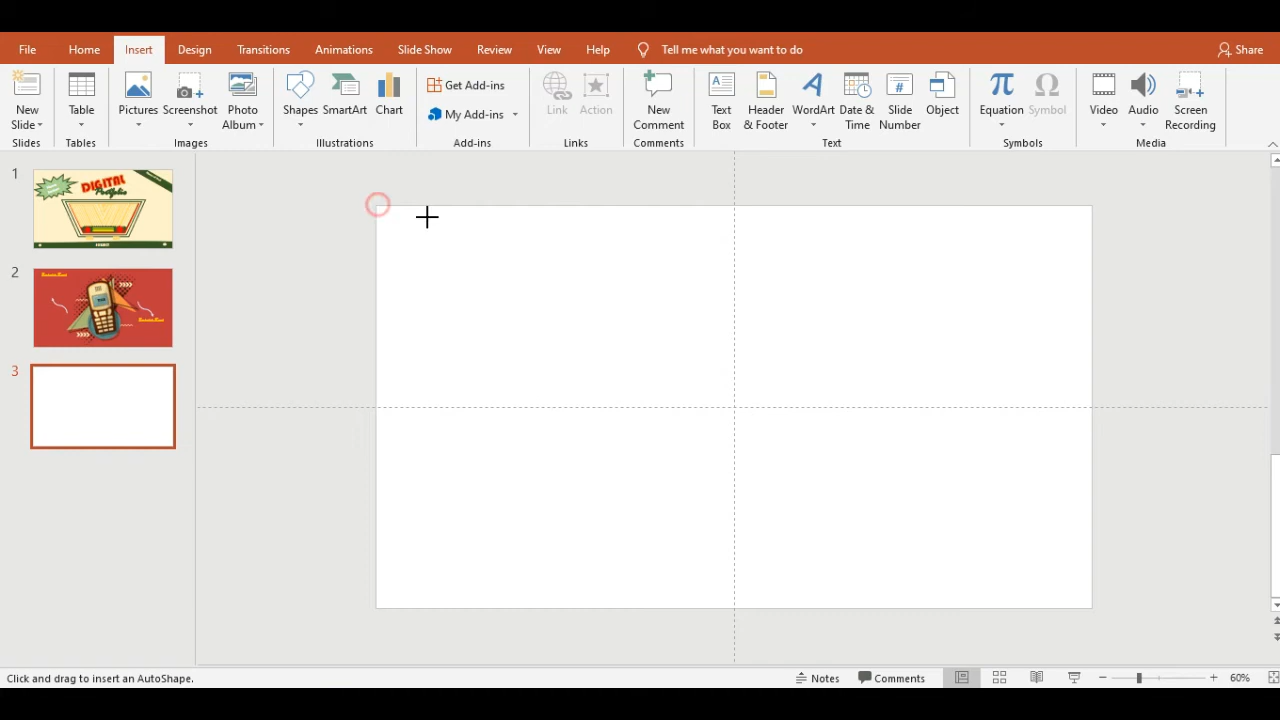 File Home Insert Design Transitions Animations Slide Show Review View Help Tell me what you want to do Share
New Slide Table Pictures Screenshot Photo Album Shapes SmartArt Chart Get Add-ins My Add-ins Link Action New Comment Text Box Header & Footer WordArt Date & Time Slide Number Object Equation Symbol Video Audio Screen Recording
Slides Tables Images Illustrations Add-ins Links Comments Text Symbols Media
1
DIGITAL
Portfolio
2
3
Click and drag to insert an AutoShape. Notes Comments 60%